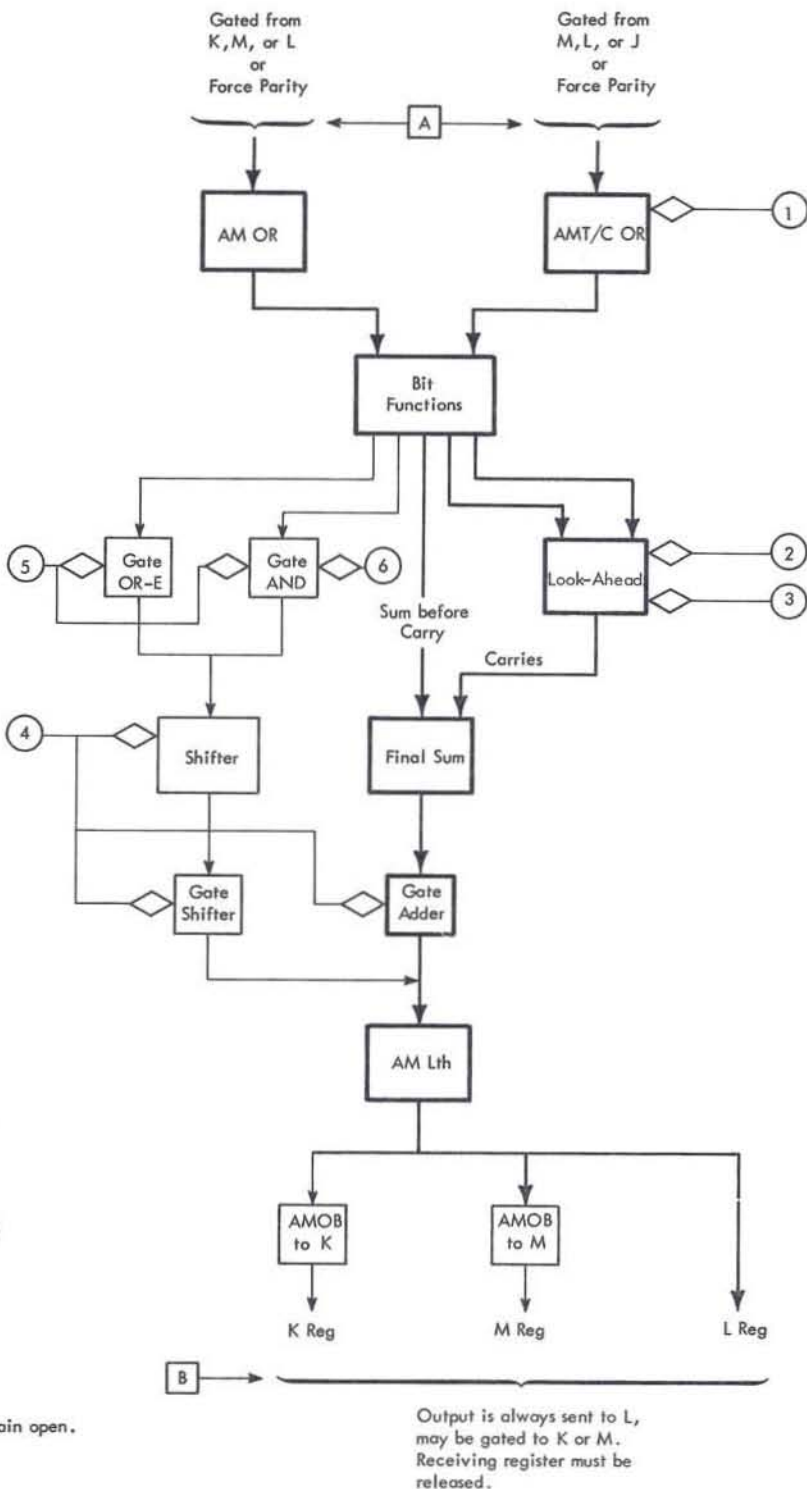 Gated from
K, M, or L
or
Force Parity
Gated from
M, L, or J
or
Force Parity
A
AM OR
AMT/C OR
1
Bit
Functions
5
Gate
OR-E
Gate
AND
6
Look-Ahead
2
3
Sum before
Carry
Carries
4
Shifter
Final Sum
Gate
Shifter
Gate
Adder
AM Lth
AMOB
to K
AMOB
to M
K Reg
M Reg
L Reg
B
Output is always sent to L,
may be gated to K or M.
Receiving register must be
released.
open.